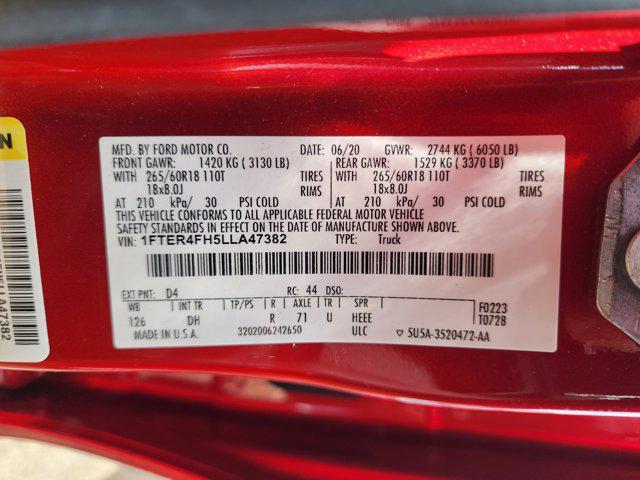 N
MFD. BY FORD MOTOR CO. DATE: 06/20 GVWR: 2744 KG (6050 LB)
FRONT GAWR: 1420 KG (3130 LB) REAR GAWR: 1529 KG (3370 LB)
WITH 265/60R18 110T TIRES WITH 265/60R18 110T TIRES
18x8.0J RIMS 18x8.0J RIMS
AT 210 kPa/ 30 PSI COLD AT 210 kPa/ 30 PSI COLD
THIS VEHICLE CONFORMS TO ALL APPLICABLE FEDERAL MOTOR VEHICLE
SAFETY STANDARDS IN EFFECT ON THE DATE OF MANUFACTURE SHOWN ABOVE.
VIN: 1FTER4FH5LLA47382 TYPE: Truck
EXT PNT: D4 RC: 44 DSO:
WB INT TR TP/PS R AXLE TR SPR F0223
126 DH R 71 U HEEE T0728
MADE IN U.S.A. 3202006242650 ULC 5U5A-3520472-AA